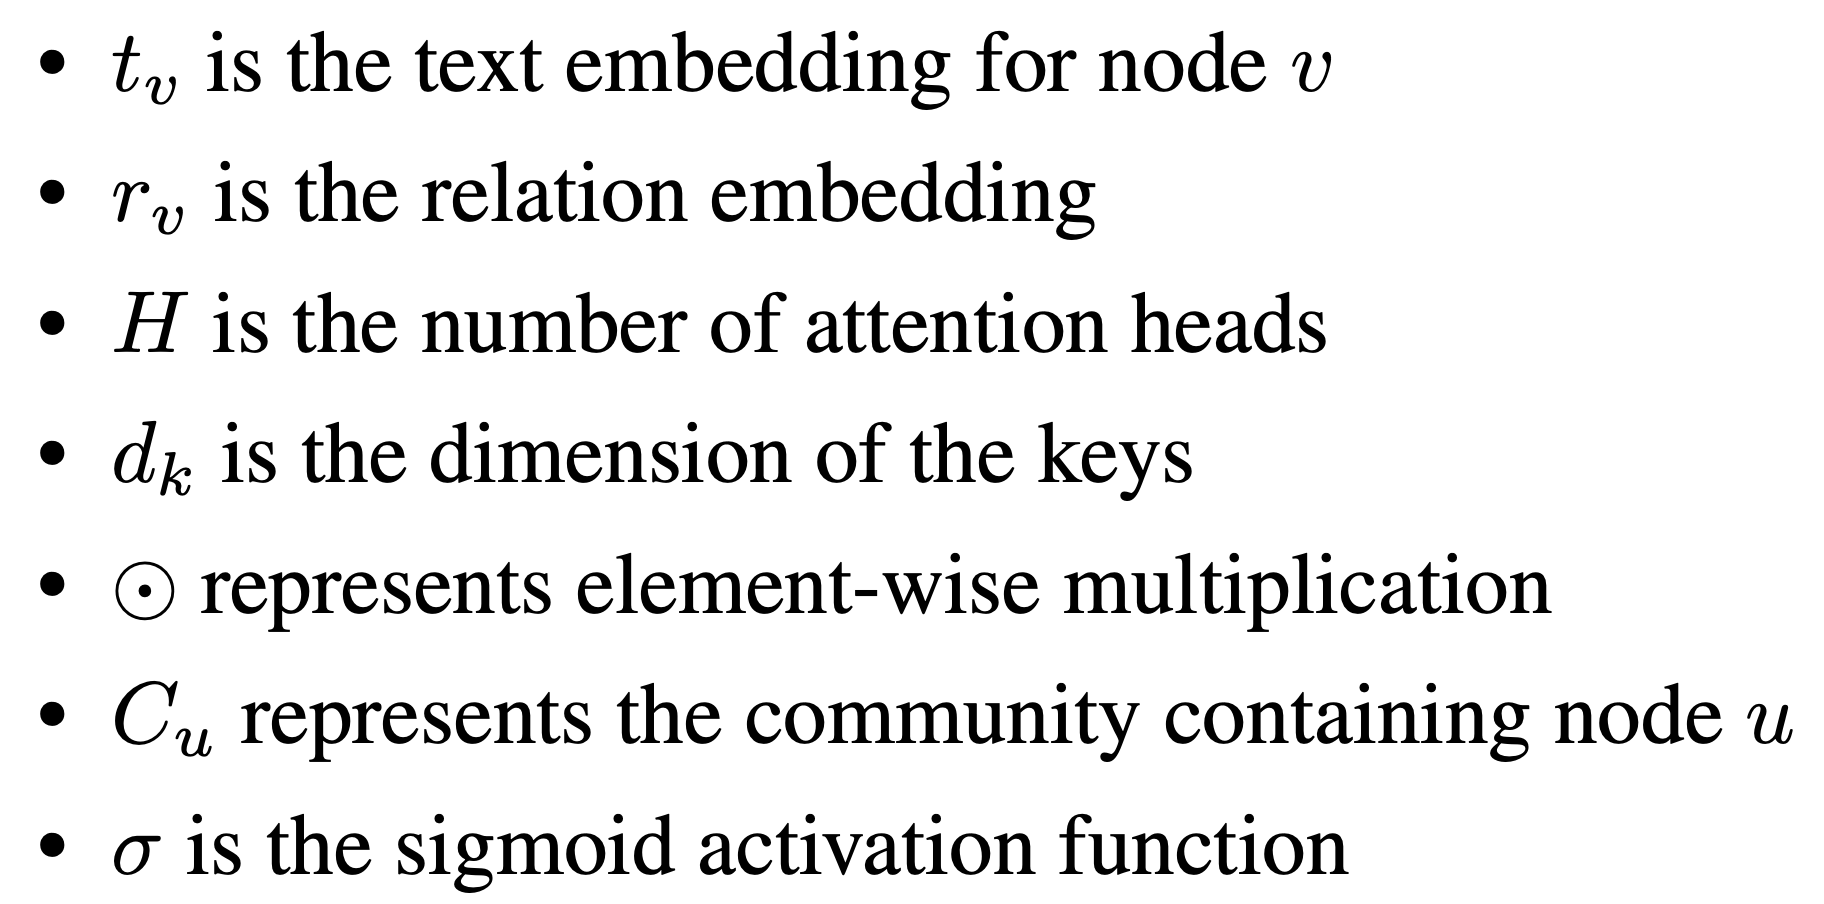 • t_v is the text embedding for node v
• r_v is the relation embedding
• H is the number of attention heads
• d_k is the dimension of the keys
• ⊙ represents element-wise multiplication
• C_u represents the community containing node u
• σ is the sigmoid activation function